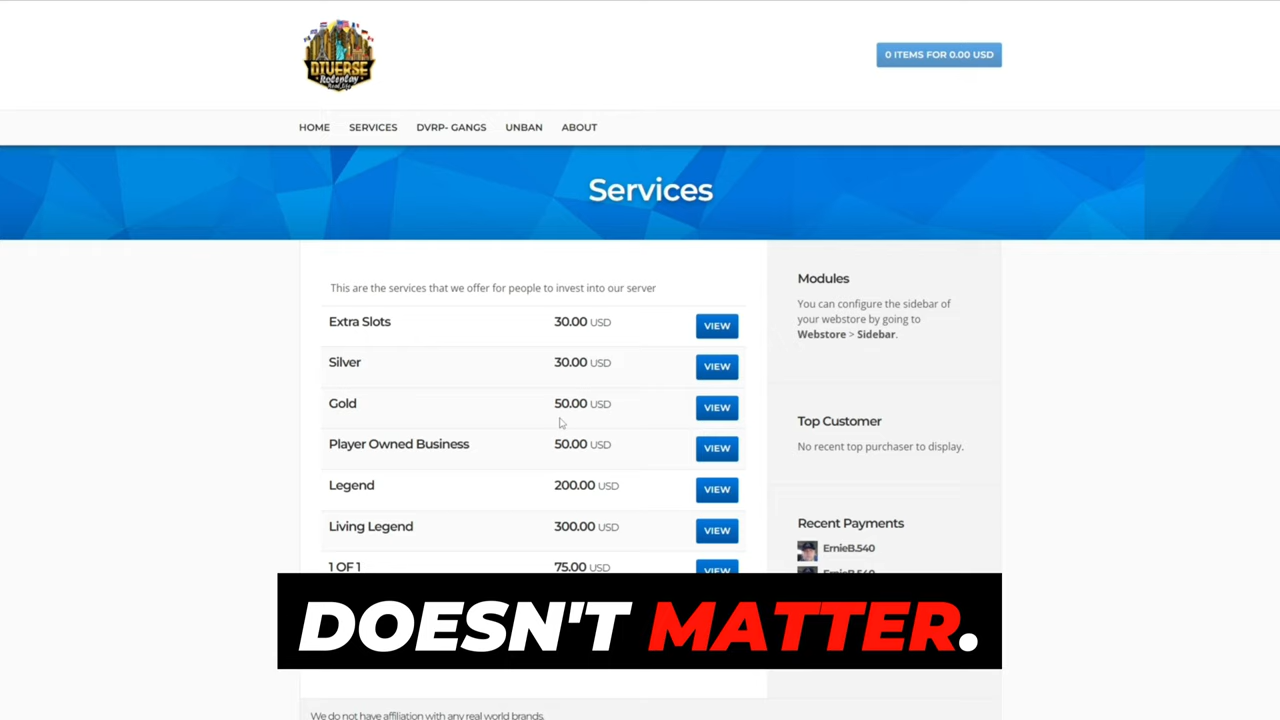 DIVERSE
Roleplay
Real Life
0 ITEMS FOR 0.00 USD
HOME SERVICES DVRP- GANGS UNBAN ABOUT
Services
This are the services that we offer for people to invest into our server
Extra Slots 30.00 USD VIEW
Silver 30.00 USD VIEW
Gold 50.00 USD VIEW
Player Owned Business 50.00 USD VIEW
Legend 200.00 USD VIEW
Living Legend 300.00 USD VIEW
1 OF 1 75.00 USD VIEW
Modules
You can configure the sidebar of
your webstore by going to
Webstore > Sidebar.
Top Customer
No recent top purchaser to display.
Recent Payments
ErnieB.540
ErnieB.540
DOESN'T MATTER.
We do not have affiliation with any real world brands.